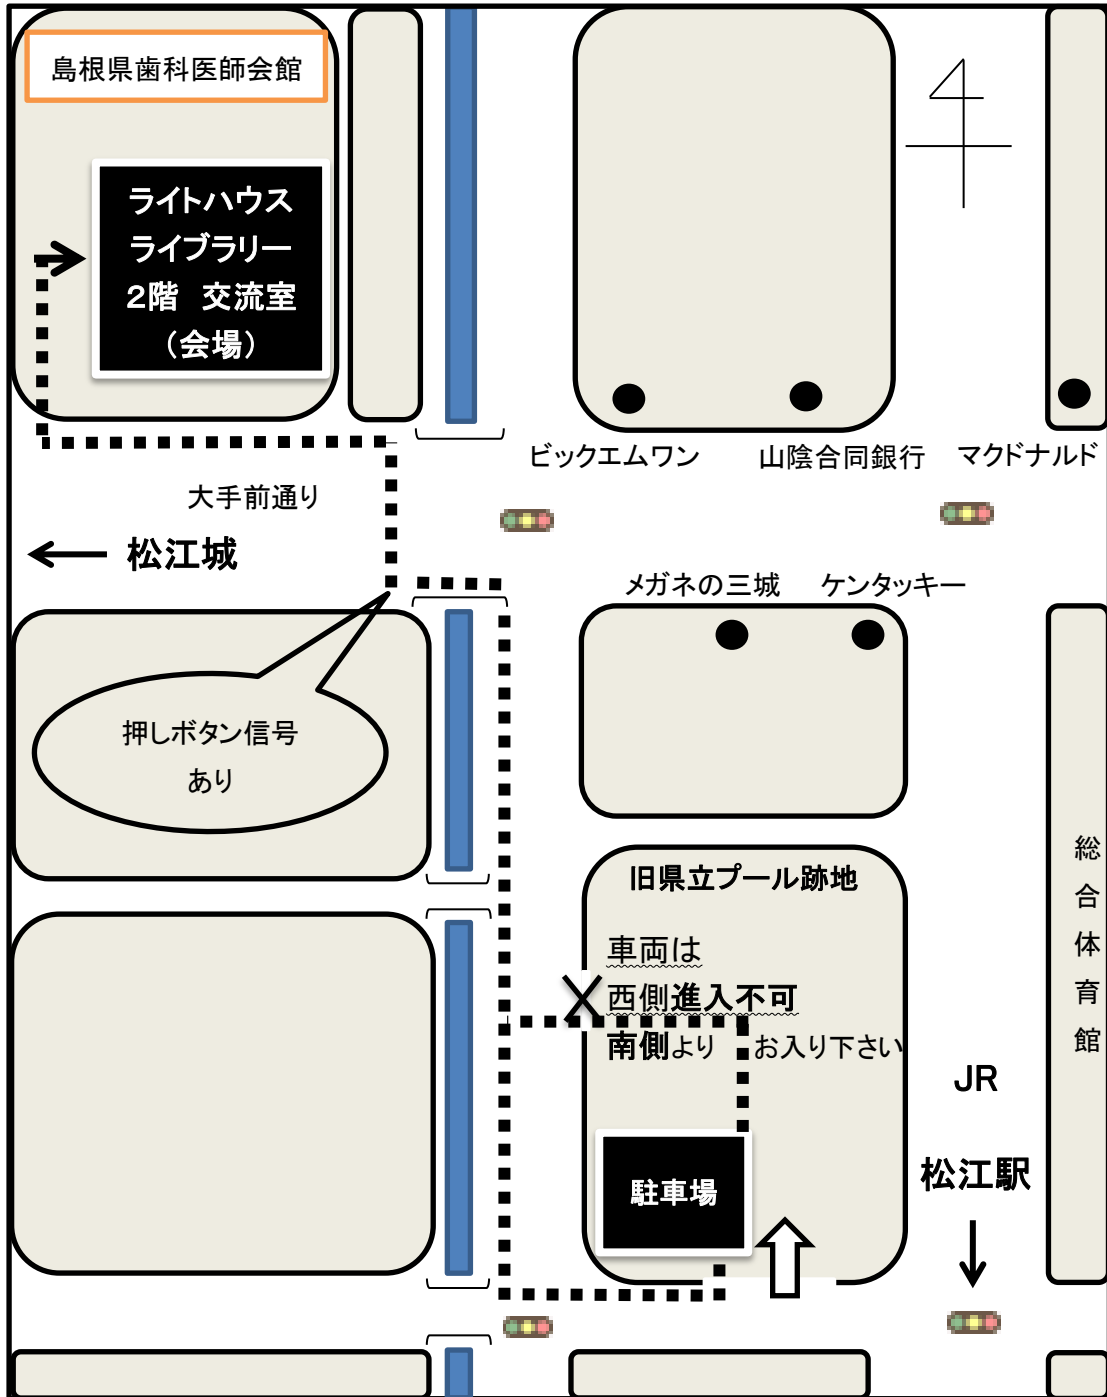 島根県歯科医師会館
ライトハウス
ライブラリー
2階 交流室
(会場)
ビックエムワン
山陰合同銀行
マクドナルド
大手前通り
松江城
メガネの三城
ケンタッキー
押しボタン信号
あり
旧県立プール跡地
車両は
西側進入不可
南側より お入り下さい
総合体育館
JR
松江駅
駐車場